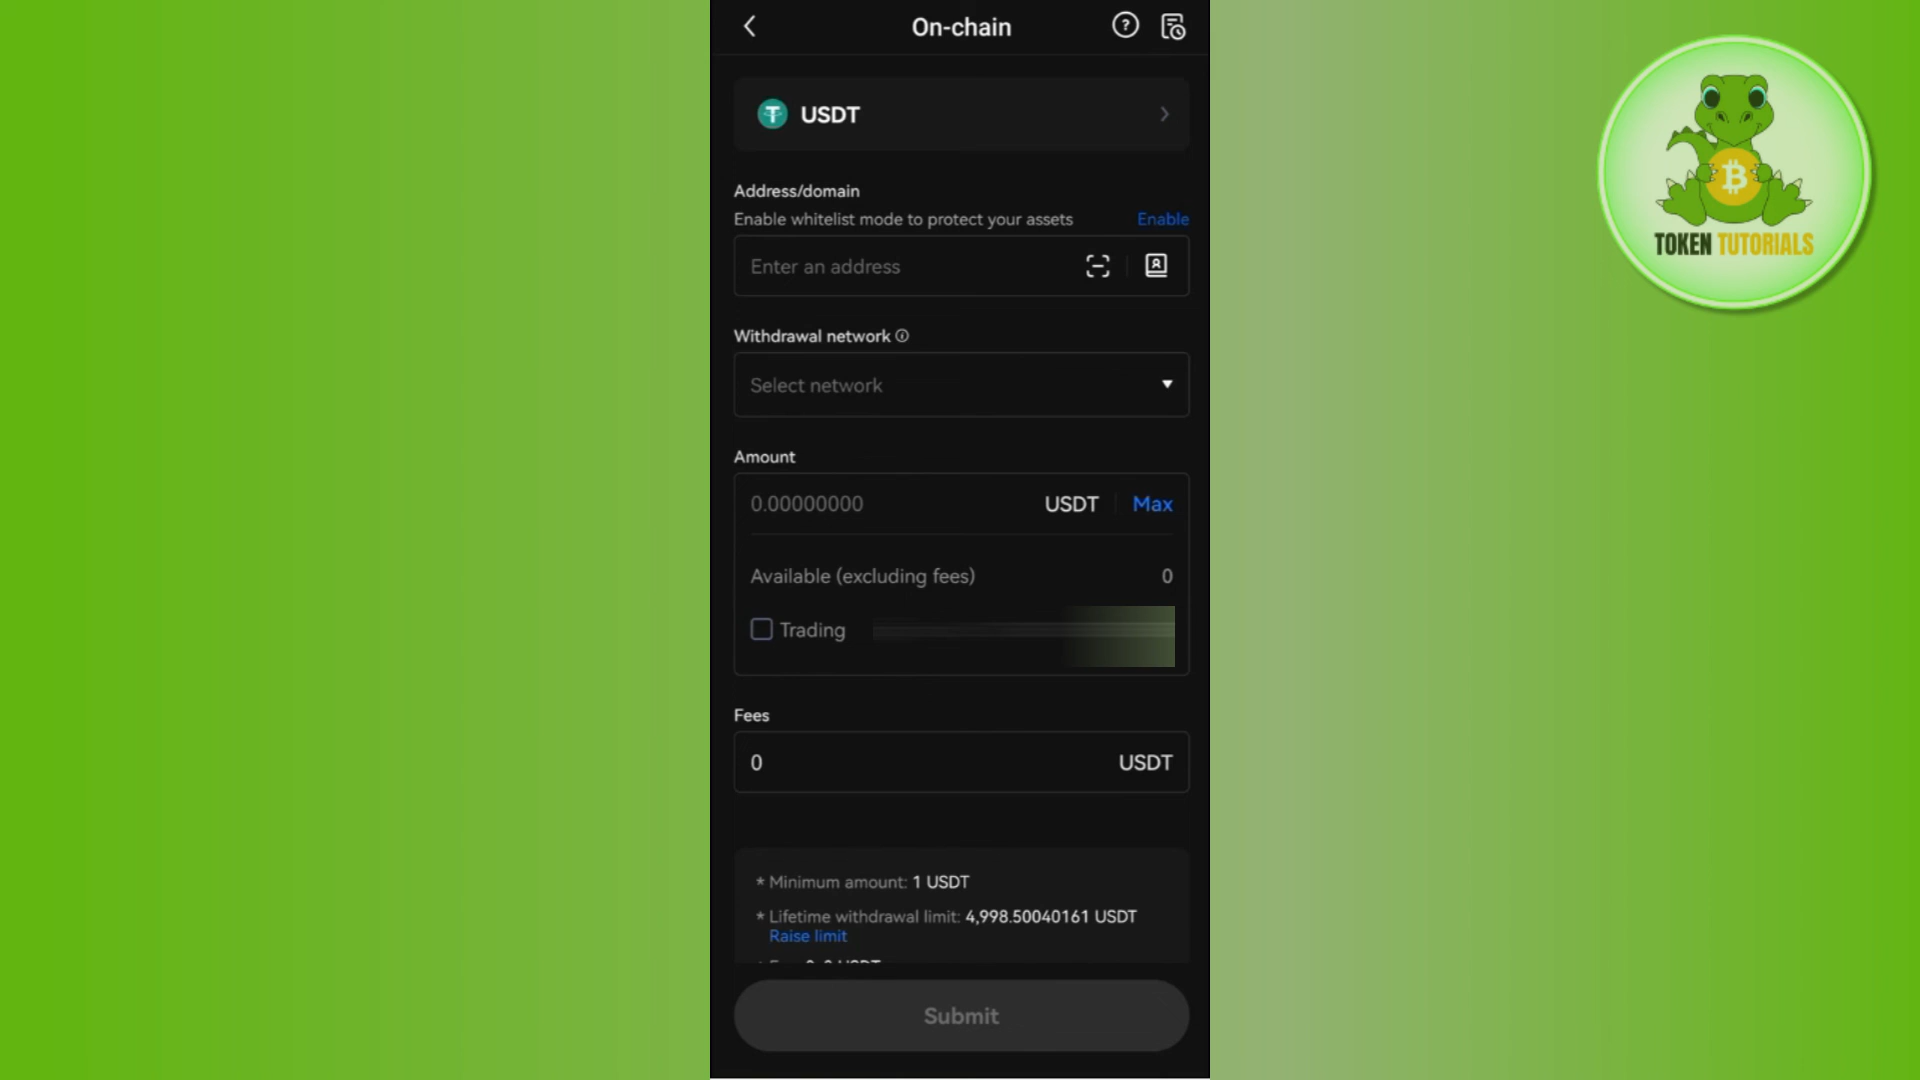 On-chain
USDT
Address/domain
Enable whitelist mode to protect your assets Enable
Enter an address
Withdrawal network
Select network
Amount
0.00000000 USDT Max
Available (excluding fees) 0
Trading
Fees
0 USDT
* Minimum amount: 1 USDT
* Lifetime withdrawal limit: 4,998.50040161 USDT
Raise limit
Submit
TOKEN TUTORIALS